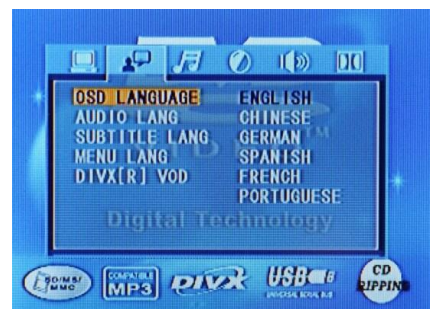 OSD LANGUAGE ENGLISH
AUDIO LANG CHINESE
SUBTITLE LANG GERMAN
MENU LANG SPANISH
DIVX[R] VOD FRENCH
PORTUGUESE
TM
Digital Technology
SD/MS/
MMC
COMPATIBLE
MP3
DIVX
USB
UNIVERSAL SERIAL BUS
CD
RIPPING